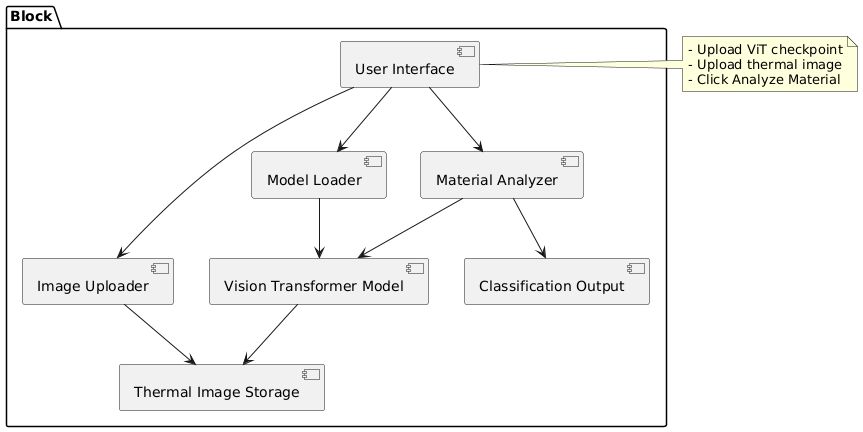 Block
User Interface
- Upload ViT checkpoint
- Upload thermal image
- Click Analyze Material
Model Loader
Material Analyzer
Image Uploader
Vision Transformer Model
Classification Output
Thermal Image Storage